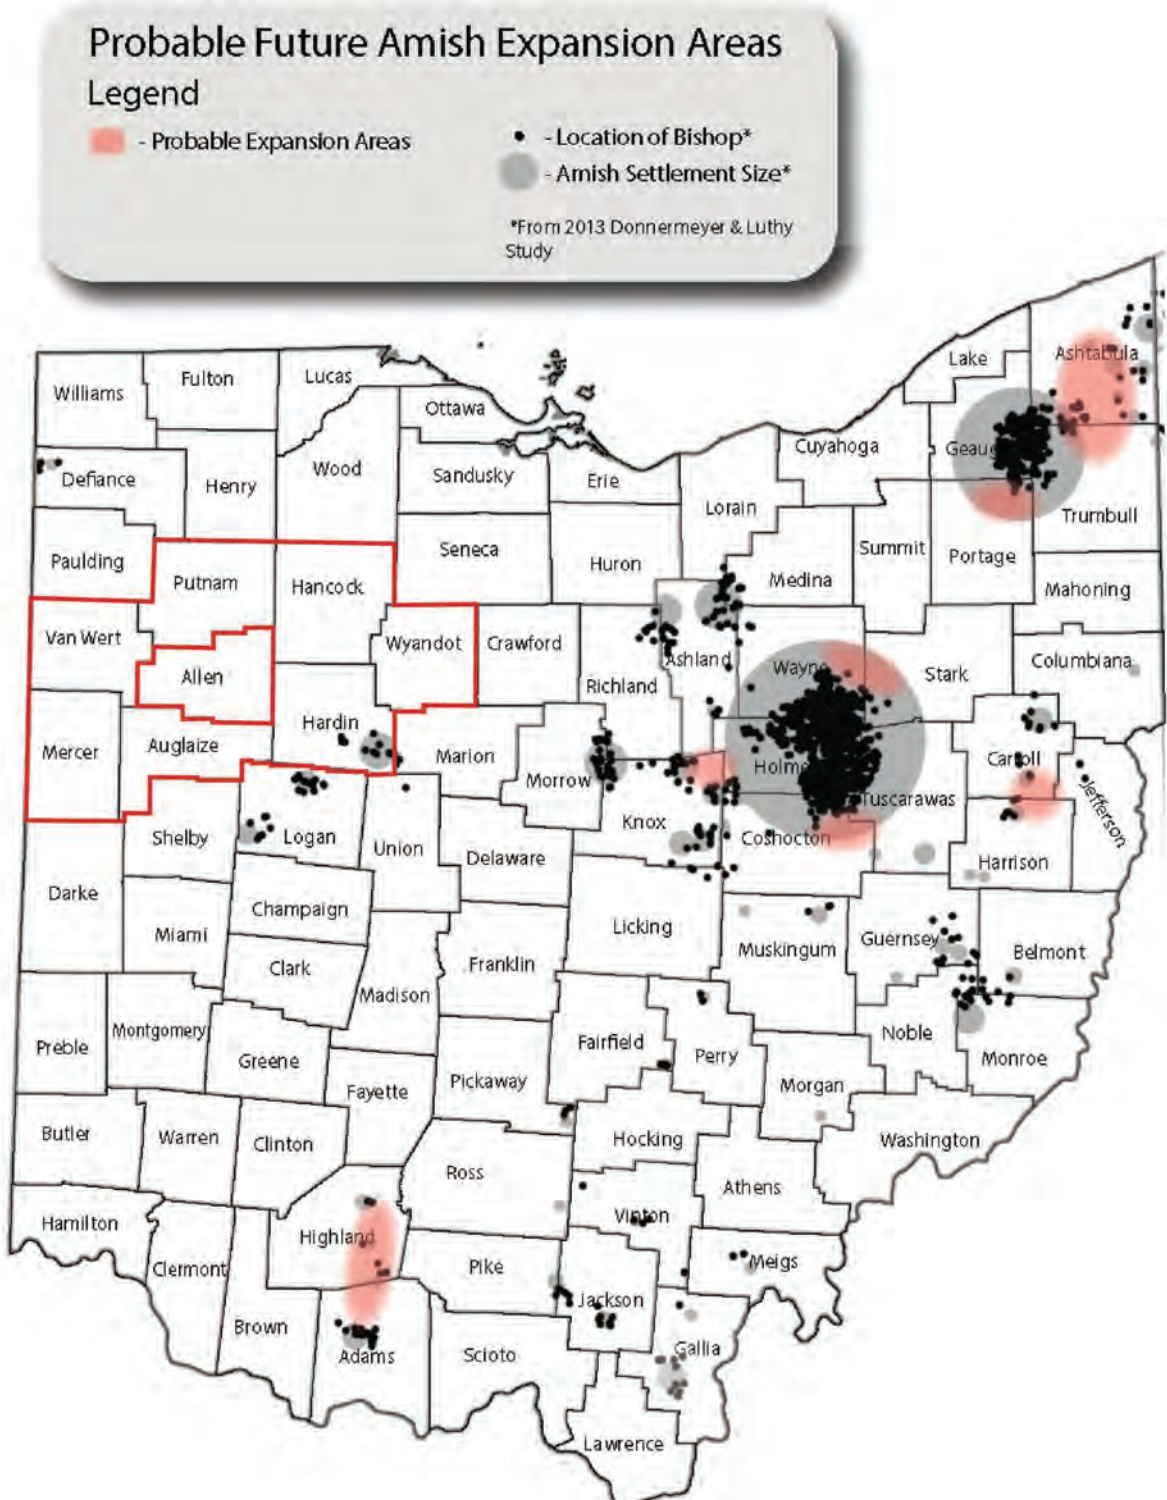 Probable Future Amish Expansion Areas
Legend
- Probable Expansion Areas
- Location of Bishop*
- Amish Settlement Size*
*From 2013 Donnermeyer & Luthy
Study
Lake
Ashtabula
Williams
Fulton
Lucas
Ottawa
Cuyahoga
Geaug
Defiance
Henry
Wood
Sandusky
Erie
Lorain
Trumbull
Paulding
Putnam
Hancock
Seneca
Huron
Medina
Summit
Portage
Mahoning
Van Wert
Allen
Wyandot
Crawford
Richland
Ashland
Wayne
Stark
Columbiana
Mercer
Auglaize
Hardin
Marion
Morrow
Holme
Tuscarawas
Carroll
Jefferson
Shelby
Logan
Union
Delaware
Knox
Coshocton
Harrison
Darke
Miami
Champaign
Clark
Madison
Franklin
Licking
Muskingum
Guernsey
Belmont
Preble
Montgomery
Greene
Fayette
Pickaway
Fairfield
Perry
Morgan
Noble
Monroe
Butler
Warren
Clinton
Ross
Hocking
Athens
Washington
Hamilton
Clermont
Highland
Pike
Vinton
Meigs
Brown
Adams
Scioto
Jackson
Gallia
Lawrence